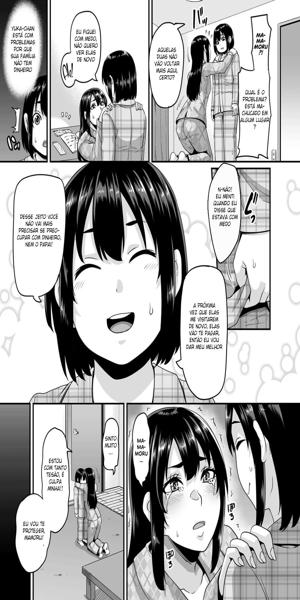 MA-
MA-
MORU
?!
QUAL É O
PROBLEMA?
ESTÁ MA-
CHUCADO EM
ALGUM LUGAR
?
AQUELAS
DUAS NÃO
VÃO VOLTAR
MAIS AQUI,
CERTO?
EU FIQUEI
COM MEDO,
NÃO QUERO
VER ELAS
DE NOVO
YUKA-CHAN
ESTÁ COM
PROBLEMAS
POR QUE
SUA FAMÍLIA
NÃO TEM
DINHEIRO
N-NÃO!
EU MENTI
QUANDO EU
DISSE QUE
ESTAVA COM
MEDO
DESSE JEITO VOCÊ
NÃO VAI MAIS
PRECISAR SE PREO-
CUPAR COM DINHEIRO,
NEM O PAPAI
A PRÓXIMA
VEZ QUE ELAS
ME VISITAREM
DE NOVO, ELAS
VÃO TE PAGAR,
ENTÃO EU VOU
DAR MEU MELHOR
MA-
MA-
MORU
...
SINTO
MUITO ...
ESTOU
COM TANTO
TESÃO, É
CULPA
MINHA!!
EU VOU TE
PROTEGER
MAMORU!